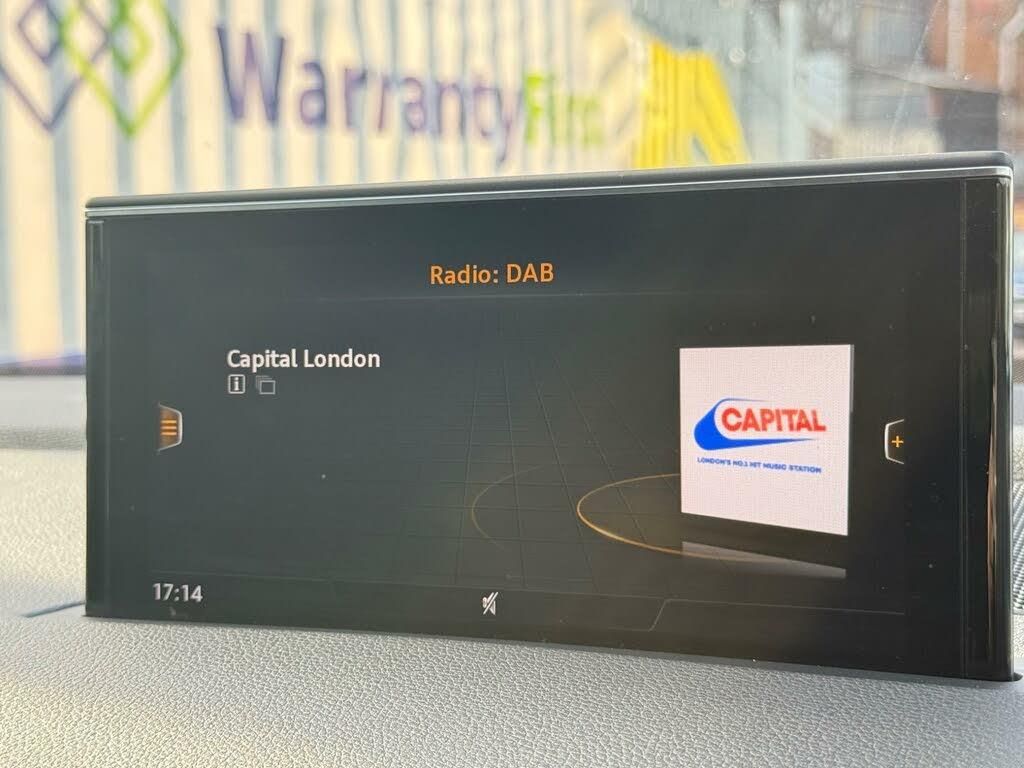 WarrantyFirst
Radio: DAB
Capital London
CAPITAL
LONDON'S NO.1 HIT MUSIC STATION
17:14